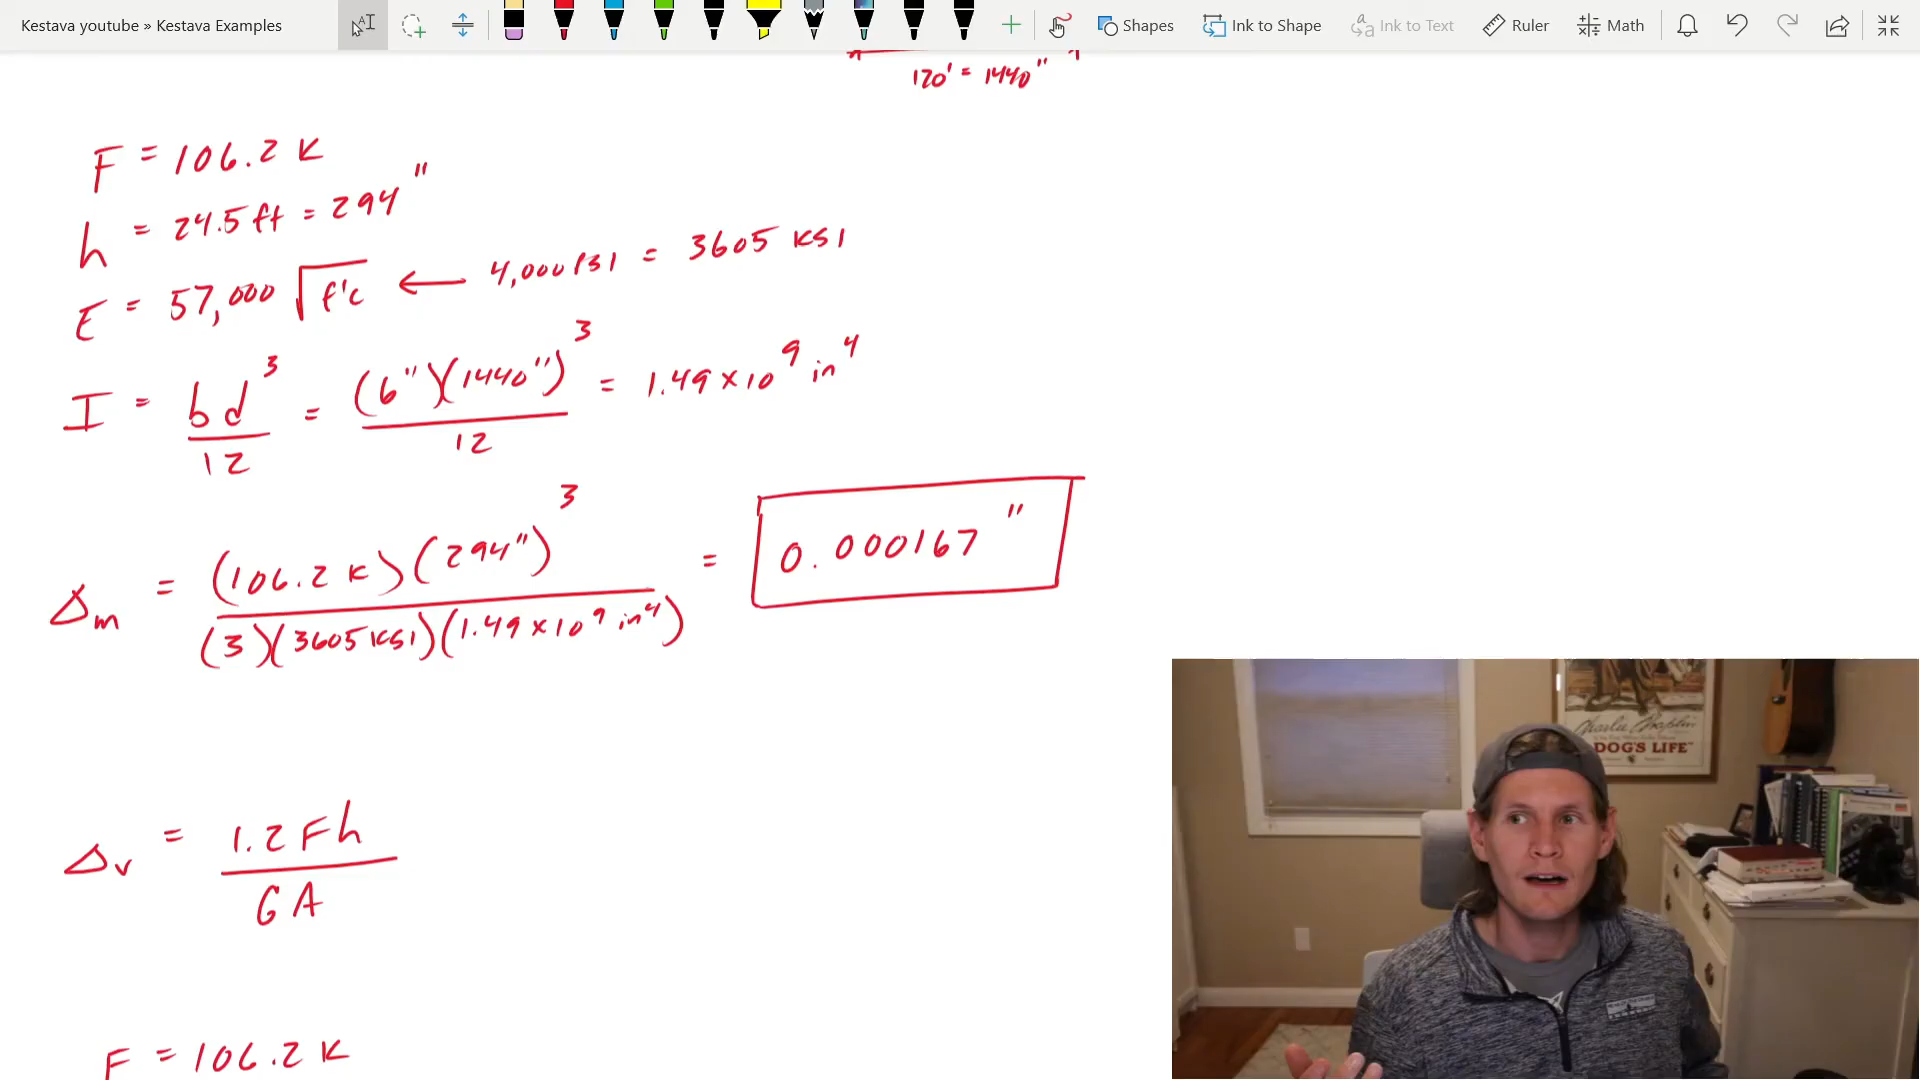 Kestava youtube » Kestava Examples
Shapes
Ink to Shape
Ink to Text
Ruler
Math
120' = 1440"
F = 106.2 K
h = 24.5 ft = 294"
E = 57,000 √f'c ← 4,000 PSI = 3605 KSI
I = bd³/12 = (6")(1440")³/12 = 1.49 × 10⁹ in⁴
Δm = (106.2 K)(294")³/(3)(3605 KSI)(1.49 × 10⁹ in⁴) = 0.000167"
Δv = 1.2Fh/GA
F = 106.2 K
Charlie Chaplin
DOG'S LIFE"